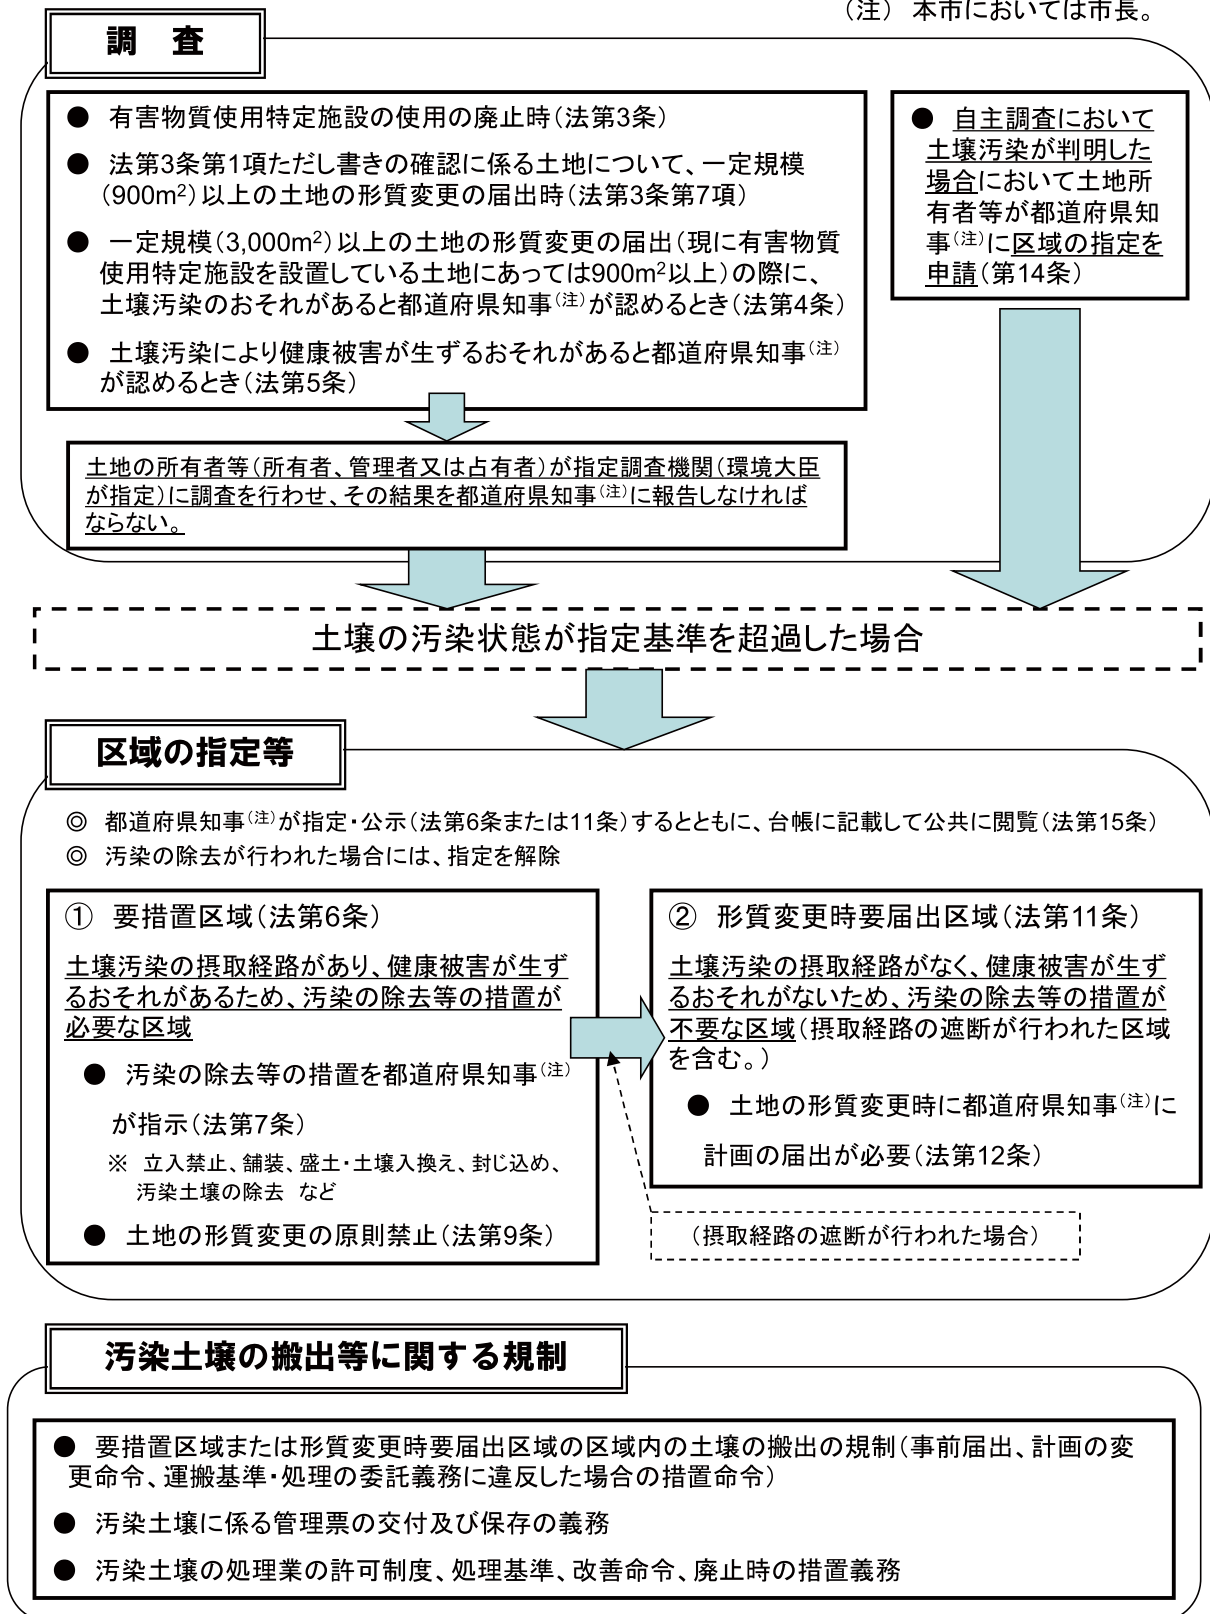 （注） 本市においては市長。
調　査
● 有害物質使用特定施設の使用の廃止時（法第3条）
● 法第3条第1項ただし書きの確認に係る土地について、一定規模
（900m²）以上の土地の形質変更の届出時（法第3条第7項）
● 一定規模（3,000m²）以上の土地の形質変更の届出（現に有害物質
使用特定施設を設置している土地にあっては900m²以上）の際に、
土壌汚染のおそれがあると都道府県知事（注）が認めるとき（法第4条）
● 土壌汚染により健康被害が生ずるおそれがあると都道府県知事（注）
が認めるとき（法第5条）
● 自主調査において
土壌汚染が判明した
場合において土地所
有者等が都道府県知
事（注）に区域の指定を
申請（第14条）
土地の所有者等（所有者、管理者又は占有者）が指定調査機関（環境大臣
が指定）に調査を行わせ、その結果を都道府県知事（注）に報告しなければ
ならない。
土壌の汚染状態が指定基準を超過した場合
区域の指定等
◎ 都道府県知事（注）が指定・公示（法第6条または11条）するとともに、台帳に記載して公共に閲覧（法第15条）
◎ 汚染の除去が行われた場合には、指定を解除
① 要措置区域（法第6条）
土壌汚染の摂取経路があり、健康被害が生ず
るおそれがあるため、汚染の除去等の措置が
必要な区域
● 汚染の除去等の措置を都道府県知事（注）
が指示（法第7条）
※ 立入禁止、舗装、盛土・土壌入換え、封じ込め、
汚染土壌の除去 など
● 土地の形質変更の原則禁止（法第9条）
② 形質変更時要届出区域（法第11条）
土壌汚染の摂取経路がなく、健康被害が生ず
るおそれがないため、汚染の除去等の措置が
不要な区域（摂取経路の遮断が行われた区域
を含む。）
● 土地の形質変更時に都道府県知事（注）に
計画の届出が必要（法第12条）
（摂取経路の遮断が行われた場合）
汚染土壌の搬出等に関する規制
● 要措置区域または形質変更時要届出区域の区域内の土壌の搬出の規制（事前届出、計画の変
更命令、運搬基準・処理の委託義務に違反した場合の措置命令）
● 汚染土壌に係る管理票の交付及び保存の義務
● 汚染土壌の処理業の許可制度、処理基準、改善命令、廃止時の措置義務